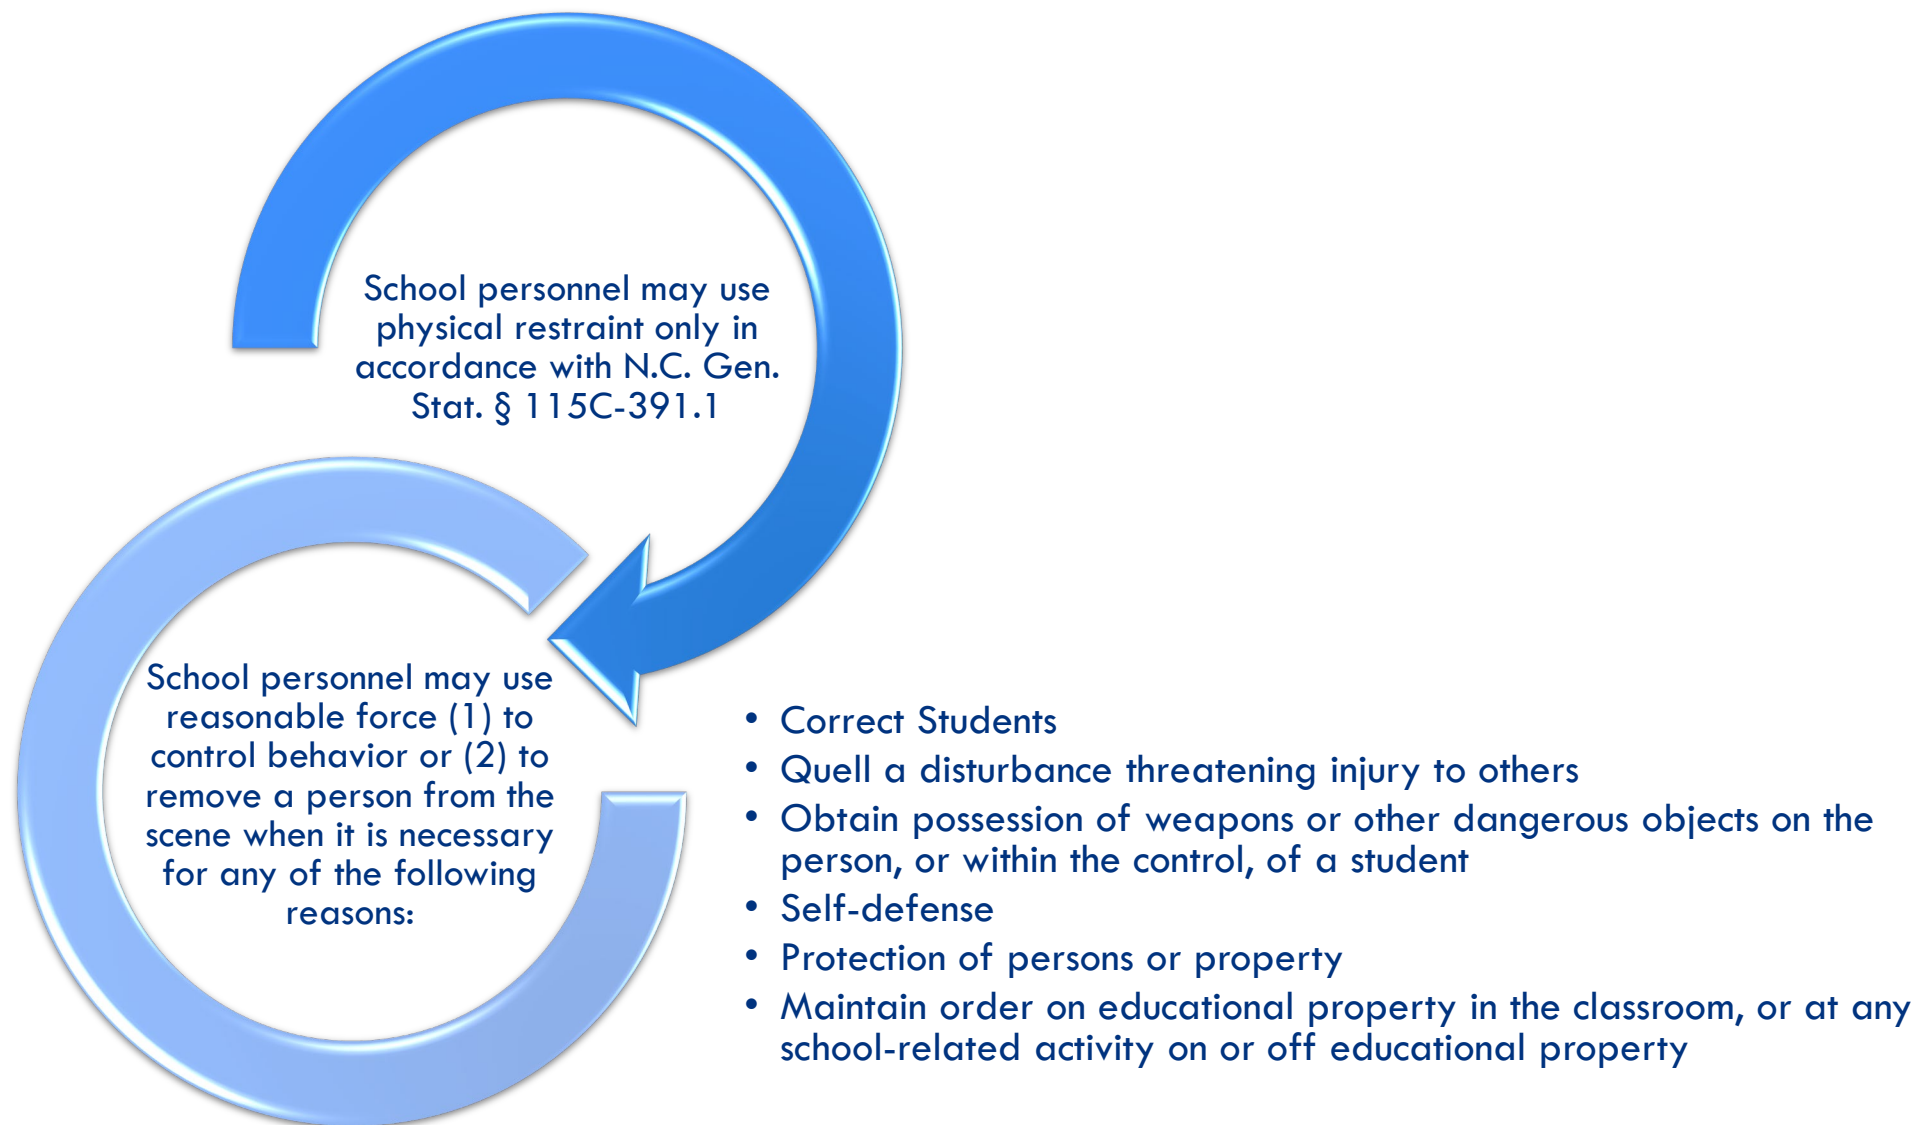 School personnel may use
physical restraint only in
accordance with N.C. Gen.
Stat. § 115C-391.1
School personnel may use
reasonable force (1) to
control behavior or (2) to
remove a person from the
scene when it is necessary
for any of the following
reasons:
• Correct Students
• Quell a disturbance threatening injury to others
• Obtain possession of weapons or other dangerous objects on the
person, or within the control, of a student
• Self-defense
• Protection of persons or property
• Maintain order on educational property in the classroom, or at any
school-related activity on or off educational property